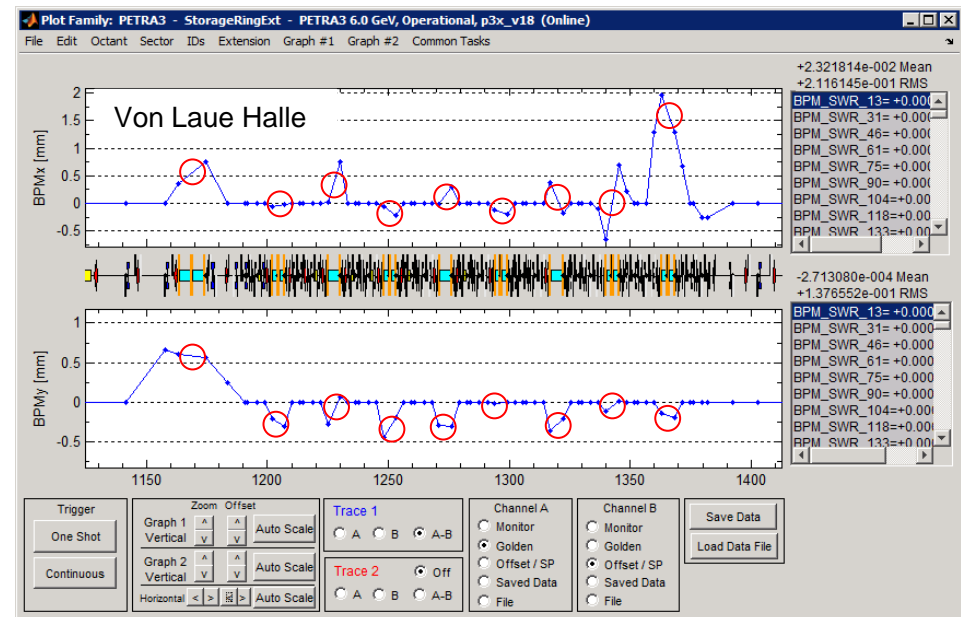 Plot Family: PETRA3 - StorageRingExt - PETRA3 6.0 GeV, Operational, p3x_v18 (Online)
File Edit Octant Sector IDs Extension Graph #1 Graph #2 Common Tasks
+2.321814e-002 Mean
+2.116145e-001 RMS
BPM_SWR_13= +0.000
BPM_SWR_31= +0.000
BPM_SWR_46= +0.000
BPM_SWR_61= +0.000
BPM_SWR_75= +0.000
BPM_SWR_90= +0.000
BPM_SWR_104=+0.000
BPM_SWR_118=+0.000
BPM_SWR_133=+0.00
Von Laue Halle
BPMx [mm]
2
1.5
1
0.5
0
-0.5
-2.713080e-004 Mean
+1.376552e-001 RMS
BPM_SWR_13= +0.000
BPM_SWR_31= +0.000
BPM_SWR_46= +0.000
BPM_SWR_61= +0.000
BPM_SWR_75= +0.000
BPM_SWR_90= +0.000
BPM_SWR_104=+0.000
BPM_SWR_118=+0.000
BPM_SWR_133=+0.00
BPMy [mm]
1
0.5
0
-0.5
1150 1200 1250 1300 1350 1400
Trigger
One Shot
Continuous
Zoom Offset
Graph 1
Vertical
^ ^
v v
Auto Scale
Graph 2
Vertical
^ ^
v v
Auto Scale
Horizontal < > >
Auto Scale
Trace 1
A B A-B
Trace 2 Off
A B A-B
Channel A
Monitor
Golden
Offset / SP
Saved Data
File
Channel B
Monitor
Golden
Offset / SP
Saved Data
File
Save Data
Load Data File